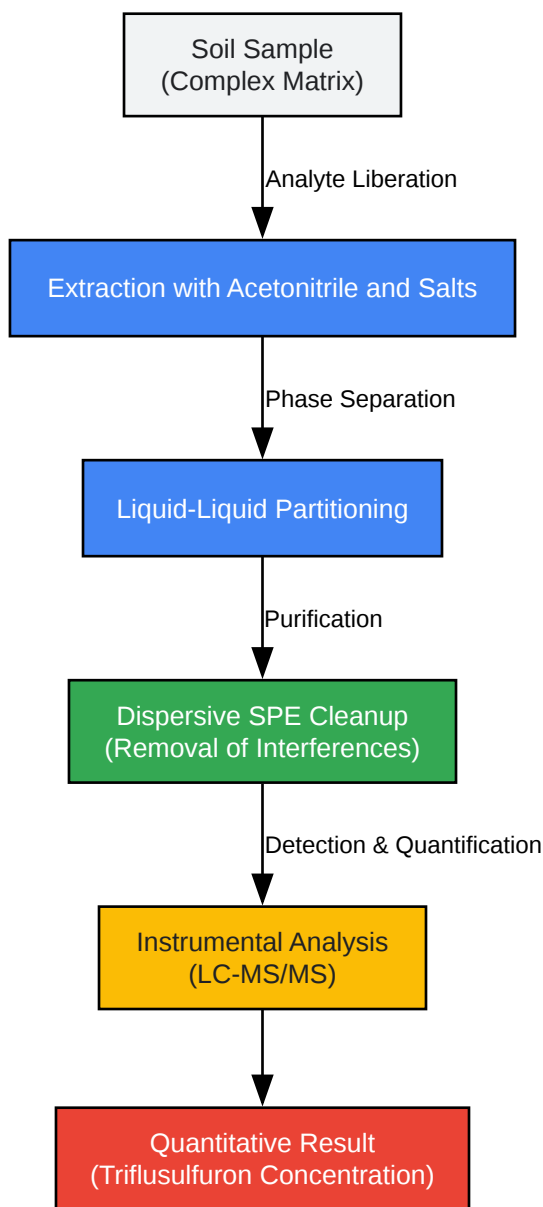 Soil Sample
(Complex Matrix)
Analyte Liberation
Extraction with Acetonitrile and Salts
Phase Separation
Liquid-Liquid Partitioning
Purification
Dispersive SPE Cleanup
(Removal of Interferences)
Detection & Quantification
Instrumental Analysis
(LC-MS/MS)
Quantitative Result
(Triflusulfuron Concentration)